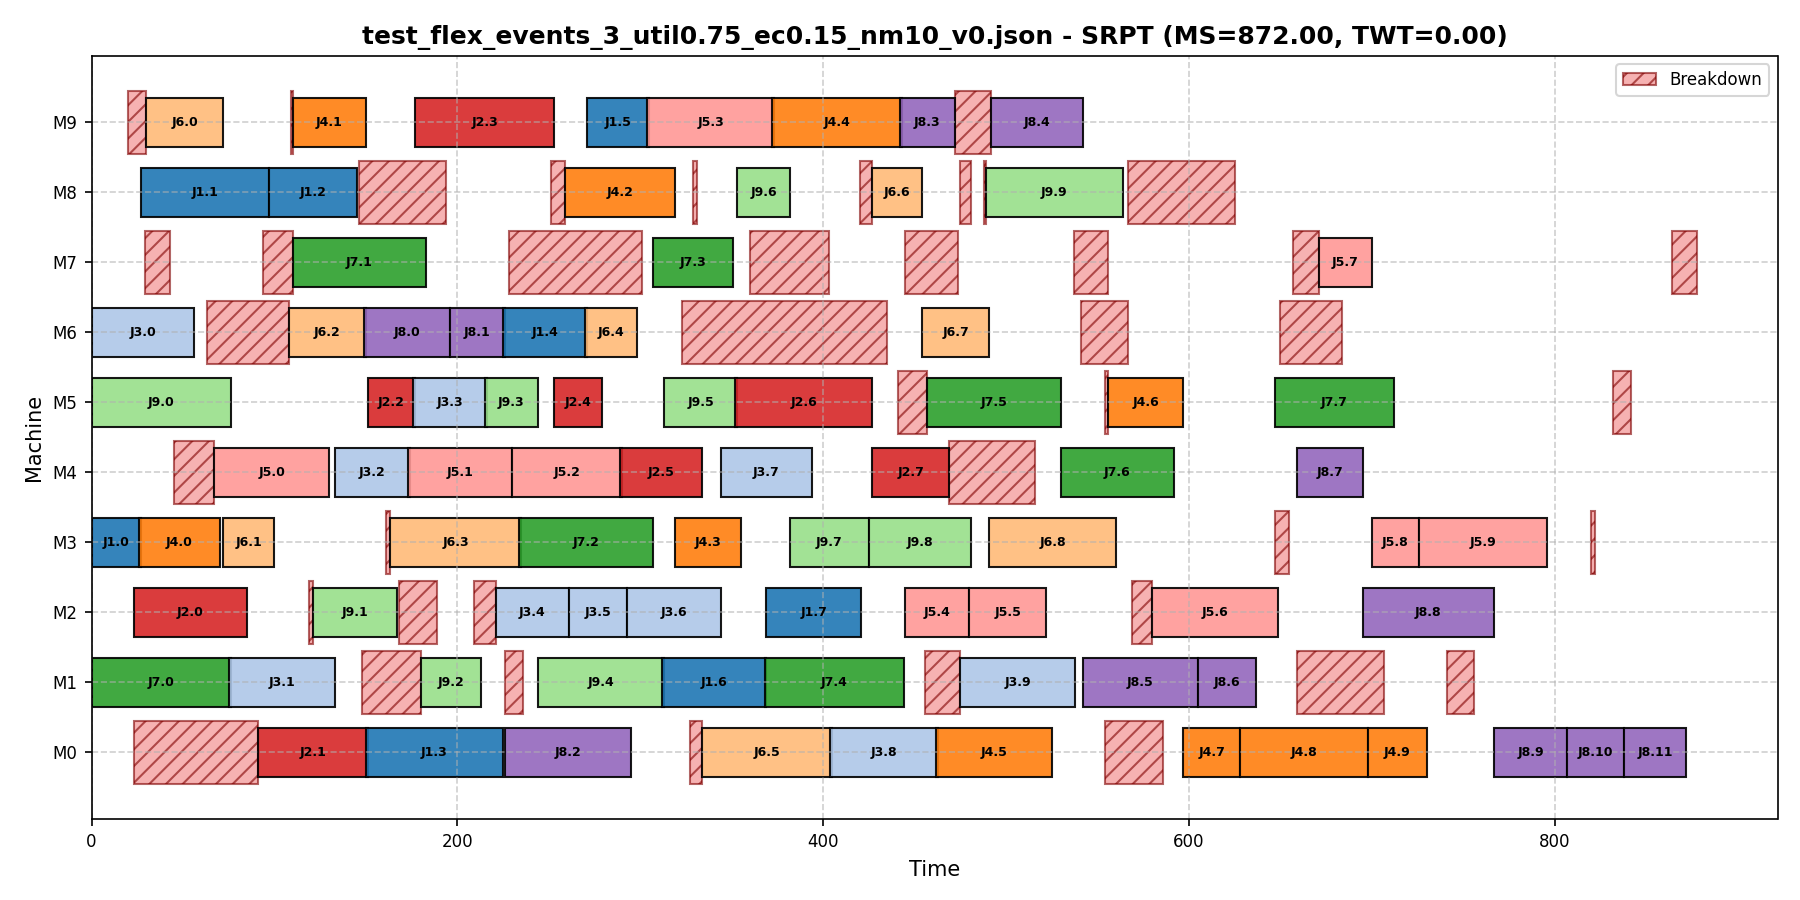 test_flex_events_3_util0.75_ec0.15_nm10_v0.json - SRPT (MS=872.00, TWT=0.00)
Breakdown
M9 J6.0 J4.1 J2.3 J1.5 J5.3 J4.4 J8.3 J8.4
M8 J1.1 J1.2 J4.2 J9.6 J6.6 J9.9
M7 J7.1 J7.3 J5.7
M6 J3.0 J6.2 J8.0 J8.1 J1.4 J6.4 J6.7
M5 J9.0 J2.2 J3.3 J9.3 J2.4 J9.5 J2.6 J7.5 J4.6 J7.7
M4 J5.0 J3.2 J5.1 J5.2 J2.5 J3.7 J2.7 J7.6 J8.7
M3 J1.0 J4.0 J6.1 J6.3 J7.2 J4.3 J9.7 J9.8 J6.8 J5.8 J5.9
M2 J2.0 J9.1 J3.4 J3.5 J3.6 J1.7 J5.4 J5.5 J5.6 J8.8
M1 J7.0 J3.1 J9.2 J9.4 J1.6 J7.4 J3.9 J8.5 J8.6
M0 J2.1 J1.3 J8.2 J6.5 J3.8 J4.5 J4.7 J4.8 J4.9 J8.9 J8.10 J8.11
Machine
0 200 400 600 800
Time